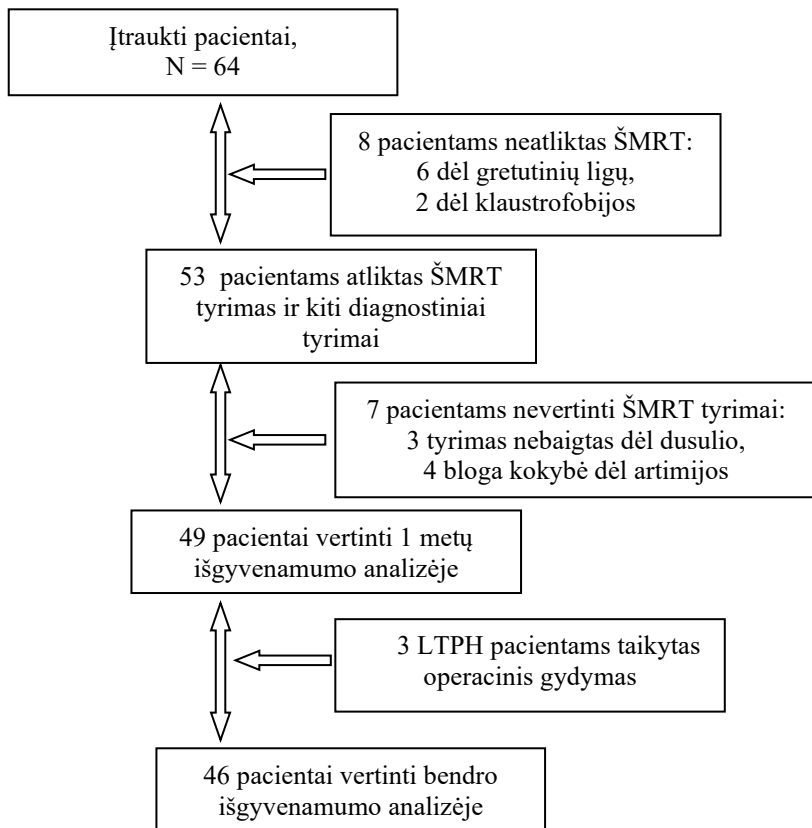 Įtraukti pacientai,
N = 64
8 pacientams neatliktas ŠMRT:
6 dėl gretutinių ligų,
2 dėl klaustrofobijos
53 pacientams atliktas ŠMRT
tyrimas ir kiti diagnostiniai
tyrimai
7 pacientams nevertinti ŠMRT tyrimai:
3 tyrimas nebaigtas dėl dusulio,
4 bloga kokybė dėl artimijos
49 pacientai vertinti 1 metų
išgyvenamumo analizėje
3 LTPH pacientams taikytas
operacinis gydymas
46 pacientai vertinti bendro
išgyvenamumo analizėje